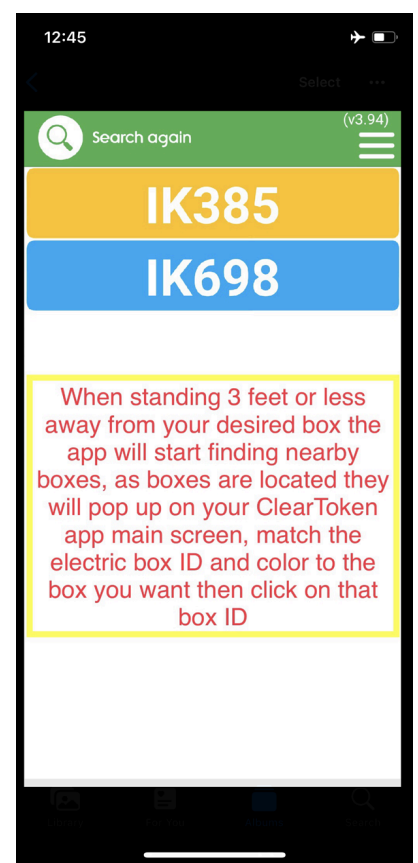 12:45
Select
Search again
(v3.94)
IK385
IK698
When standing 3 feet or less
away from your desired box the
app will start finding nearby
boxes, as boxes are located they
will pop up on your ClearToken
app main screen, match the
electric box ID and color to the
box you want then click on that
box ID